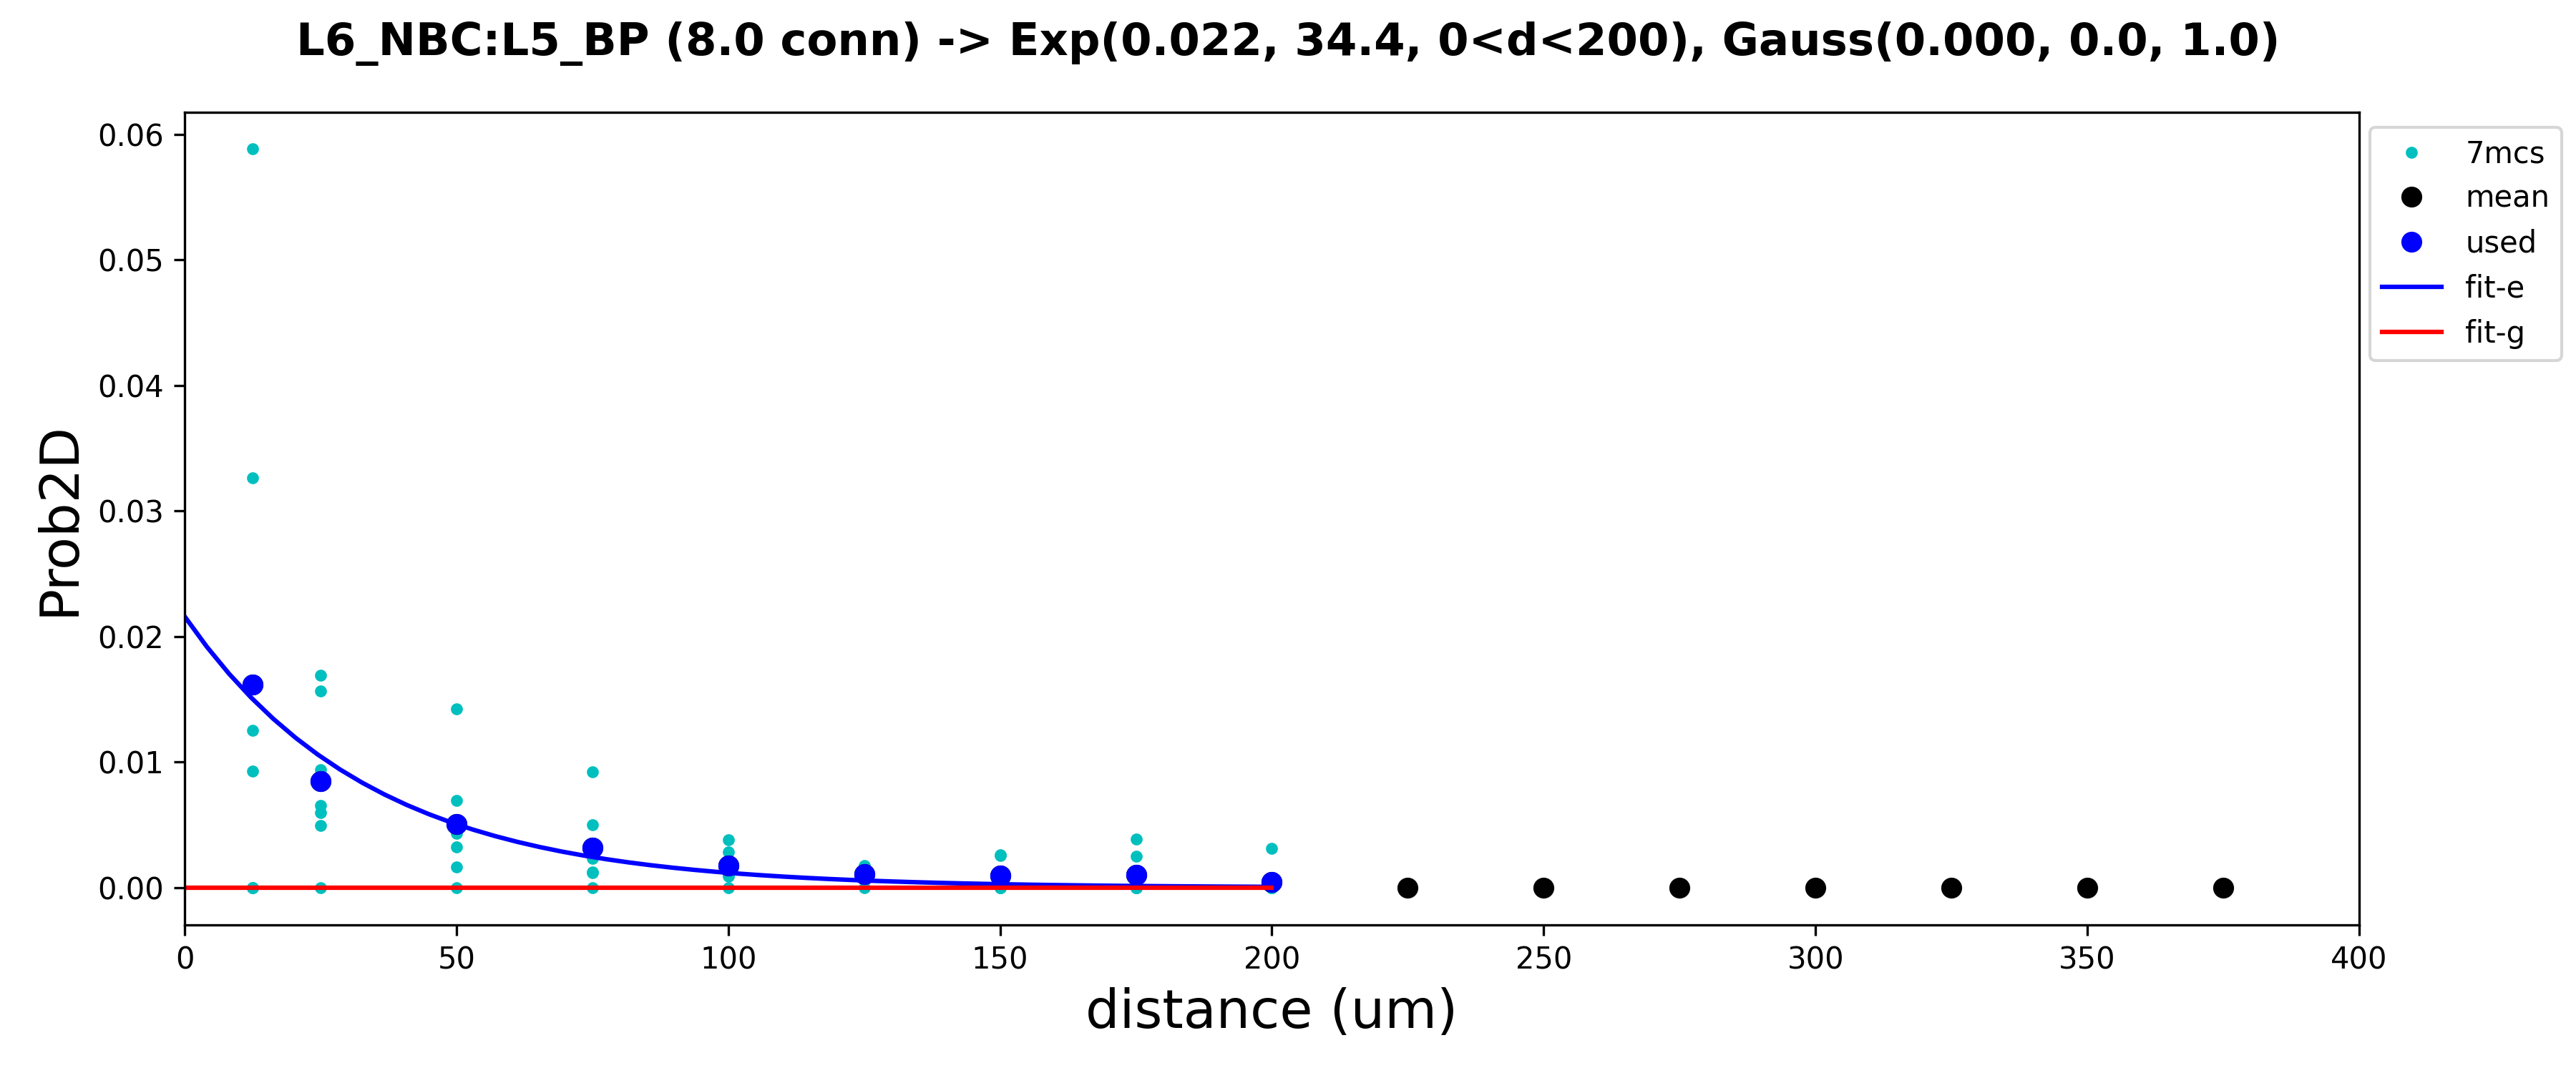 L6_NBC:L5_BP (8.0 conn) -> Exp(0.022, 34.4, 0<d<200), Gauss(0.000, 0.0, 1.0)
0.06
0.05
0.04
0.03
0.02
0.01
0.00
Prob2D
0 50 100 150 200 250 300 350 400
distance (um)
7mcs
mean
used
fit-e
fit-g